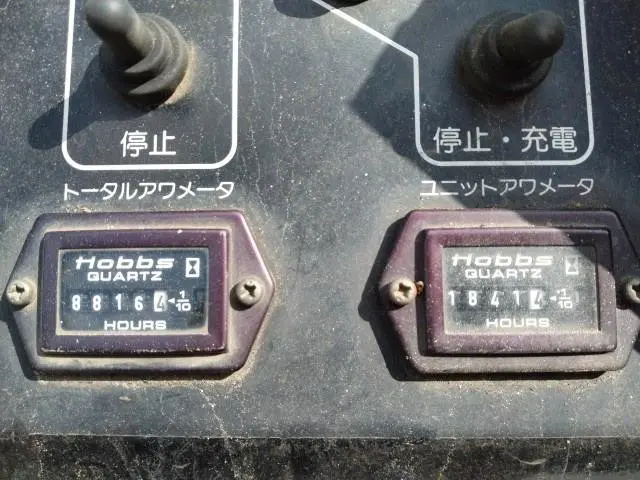 停止
停止・充電
トータルアワメータ
ユニットアワメータ
Hobbs
QUARTZ
88164 1/10
HOURS
Hobbs
QUARTZ
18414 1/10
HOURS